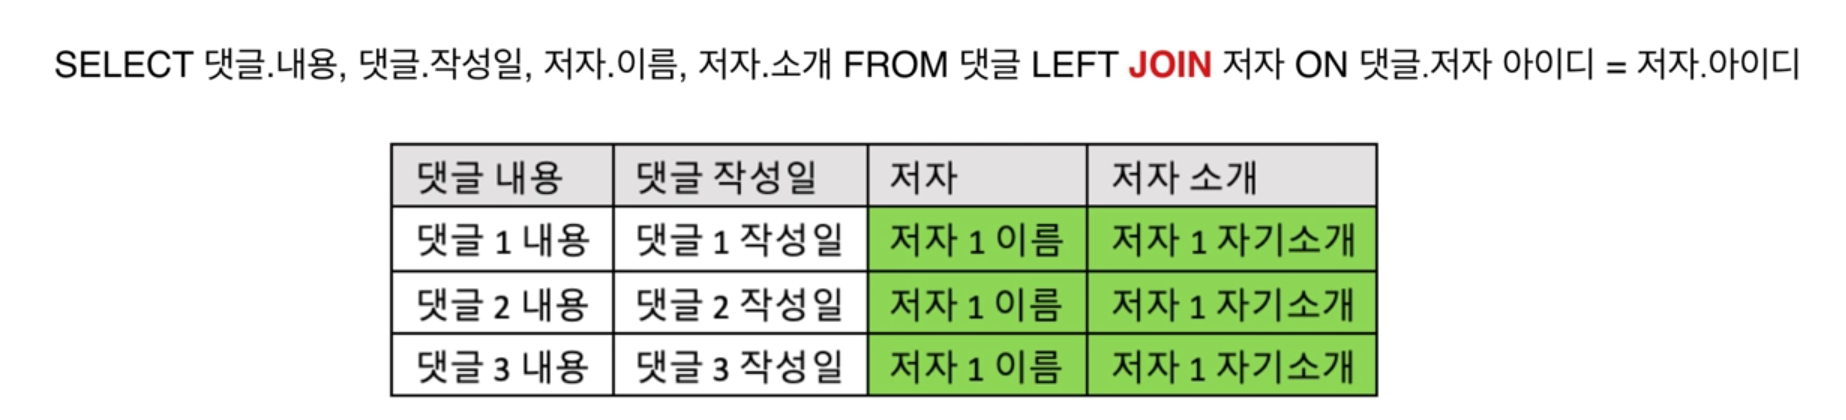 SELECT 댓글.내용, 댓글.작성일, 저자.이름, 저자.소개 FROM 댓글 LEFT JOIN 저자 ON 댓글.저자 아이디 = 저자.아이디
댓글 내용 댓글 작성일 저자 저자 소개
댓글 1 내용 댓글 1 작성일 저자 1 이름 저자 1 자기소개
댓글 2 내용 댓글 2 작성일 저자 1 이름 저자 1 자기소개
댓글 3 내용 댓글 3 작성일 저자 1 이름 저자 1 자기소개